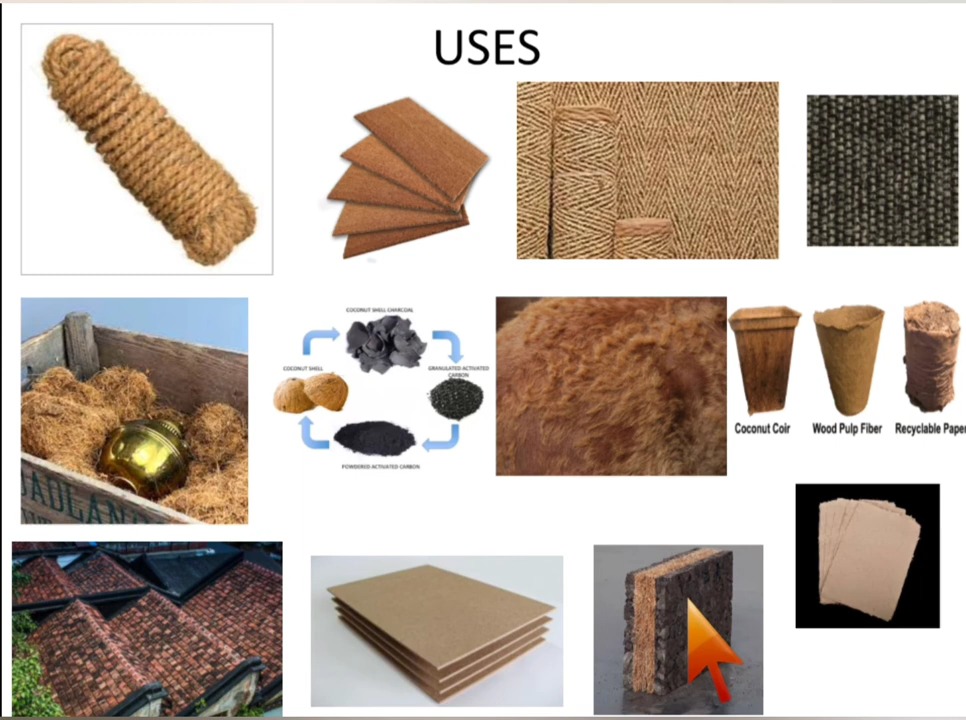 USES
COCONUT SHELL CHARCOAL
COCONUT SHELL
GRANULATED ACTIVATED
CARBON
POWDERED ACTIVATED CARBON
Coconut Coir
Wood Pulp Fiber
Recyclable Paper